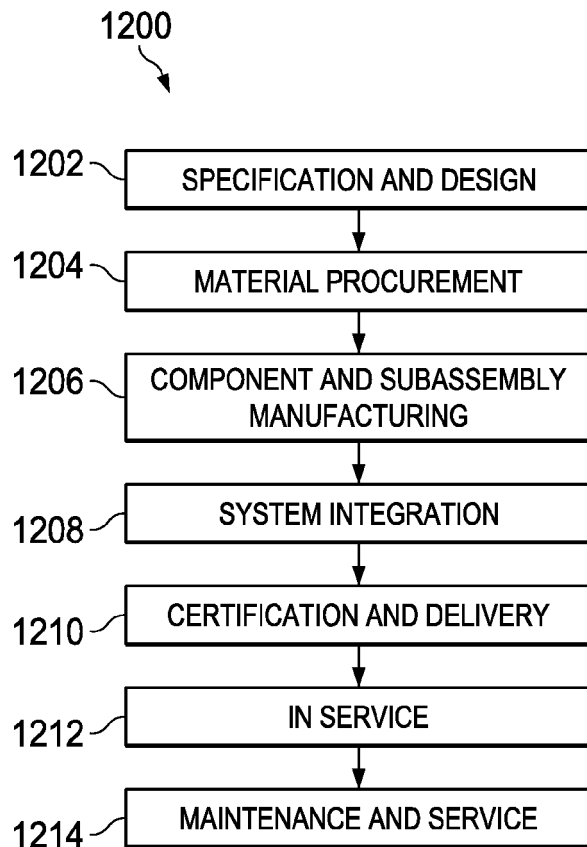 1200
1202
SPECIFICATION AND DESIGN
1204
MATERIAL PROCUREMENT
1206
COMPONENT AND SUBASSEMBLY
MANUFACTURING
1208
SYSTEM INTEGRATION
1210
CERTIFICATION AND DELIVERY
1212
IN SERVICE
1214
MAINTENANCE AND SERVICE